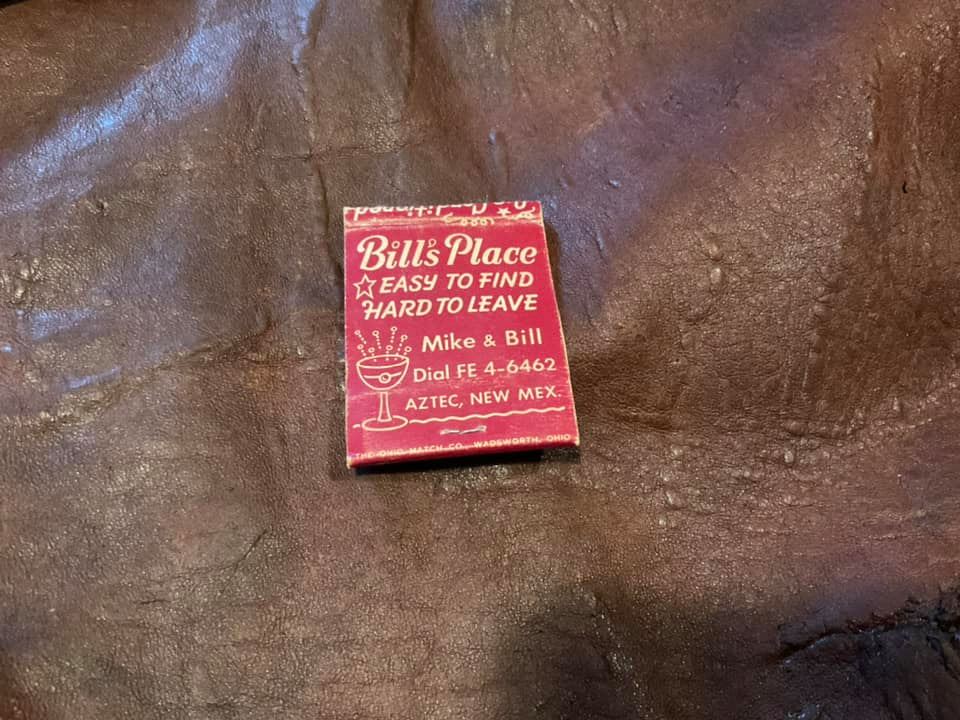 Bill's Place
EASY TO FIND
HARD TO LEAVE
Mike & Bill
Dial FE 4-6462
AZTEC, NEW MEX.
THE OHIO MATCH CO., WADSWORTH, OHIO